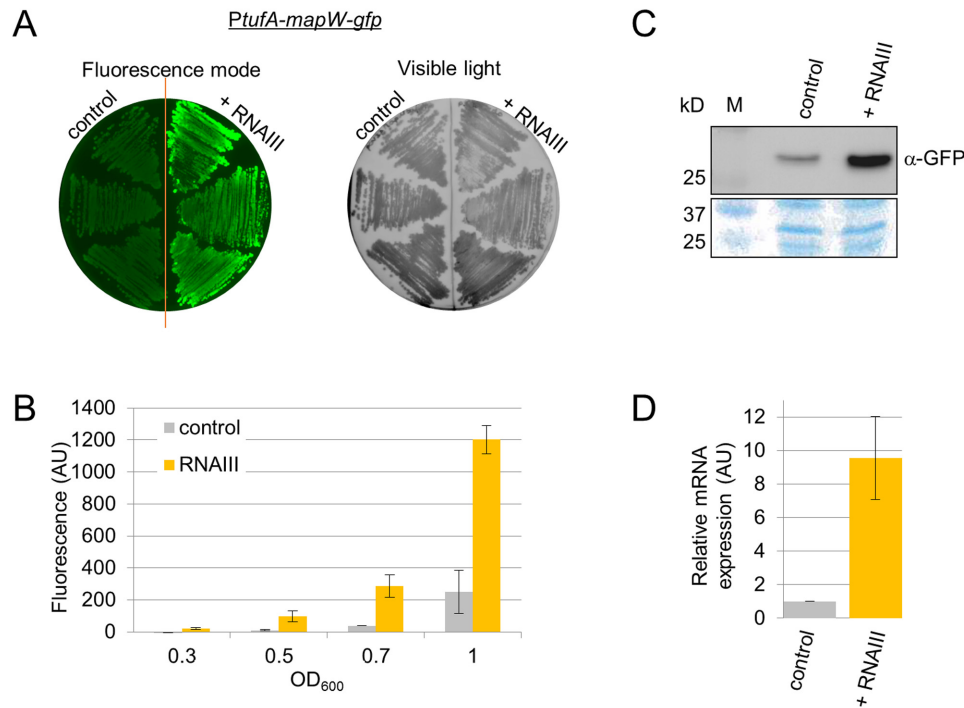 A
PtufA-mapW-gfp
Fluorescence mode
control
+ RNAIII
Visible light
control
+ RNAIII
B
Fluorescence (AU)
1400
1200
1000
800
600
400
200
0
control
RNAIII
0.3 0.5 0.7 1
OD600
C
kD M control + RNAIII
25
α-GFP
37
25
D
Relative mRNA
expression (AU)
12
10
8
6
4
2
0
control
+ RNAIII